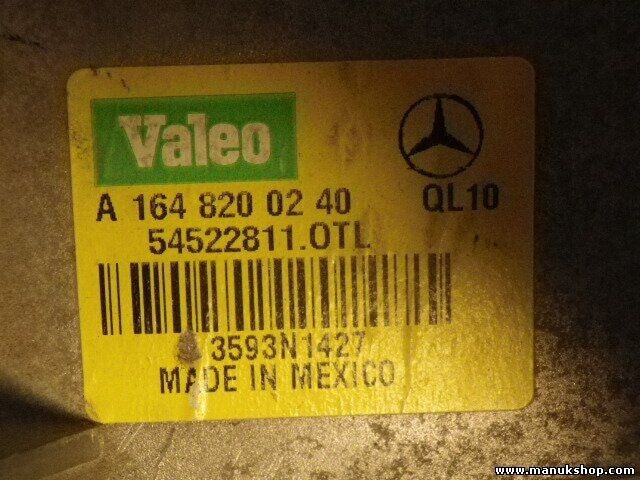 Valeo
A 164 820 02 40 QL10
54522811.OTL
3593N1427
MADE IN MEXICO
www.manukshop.com